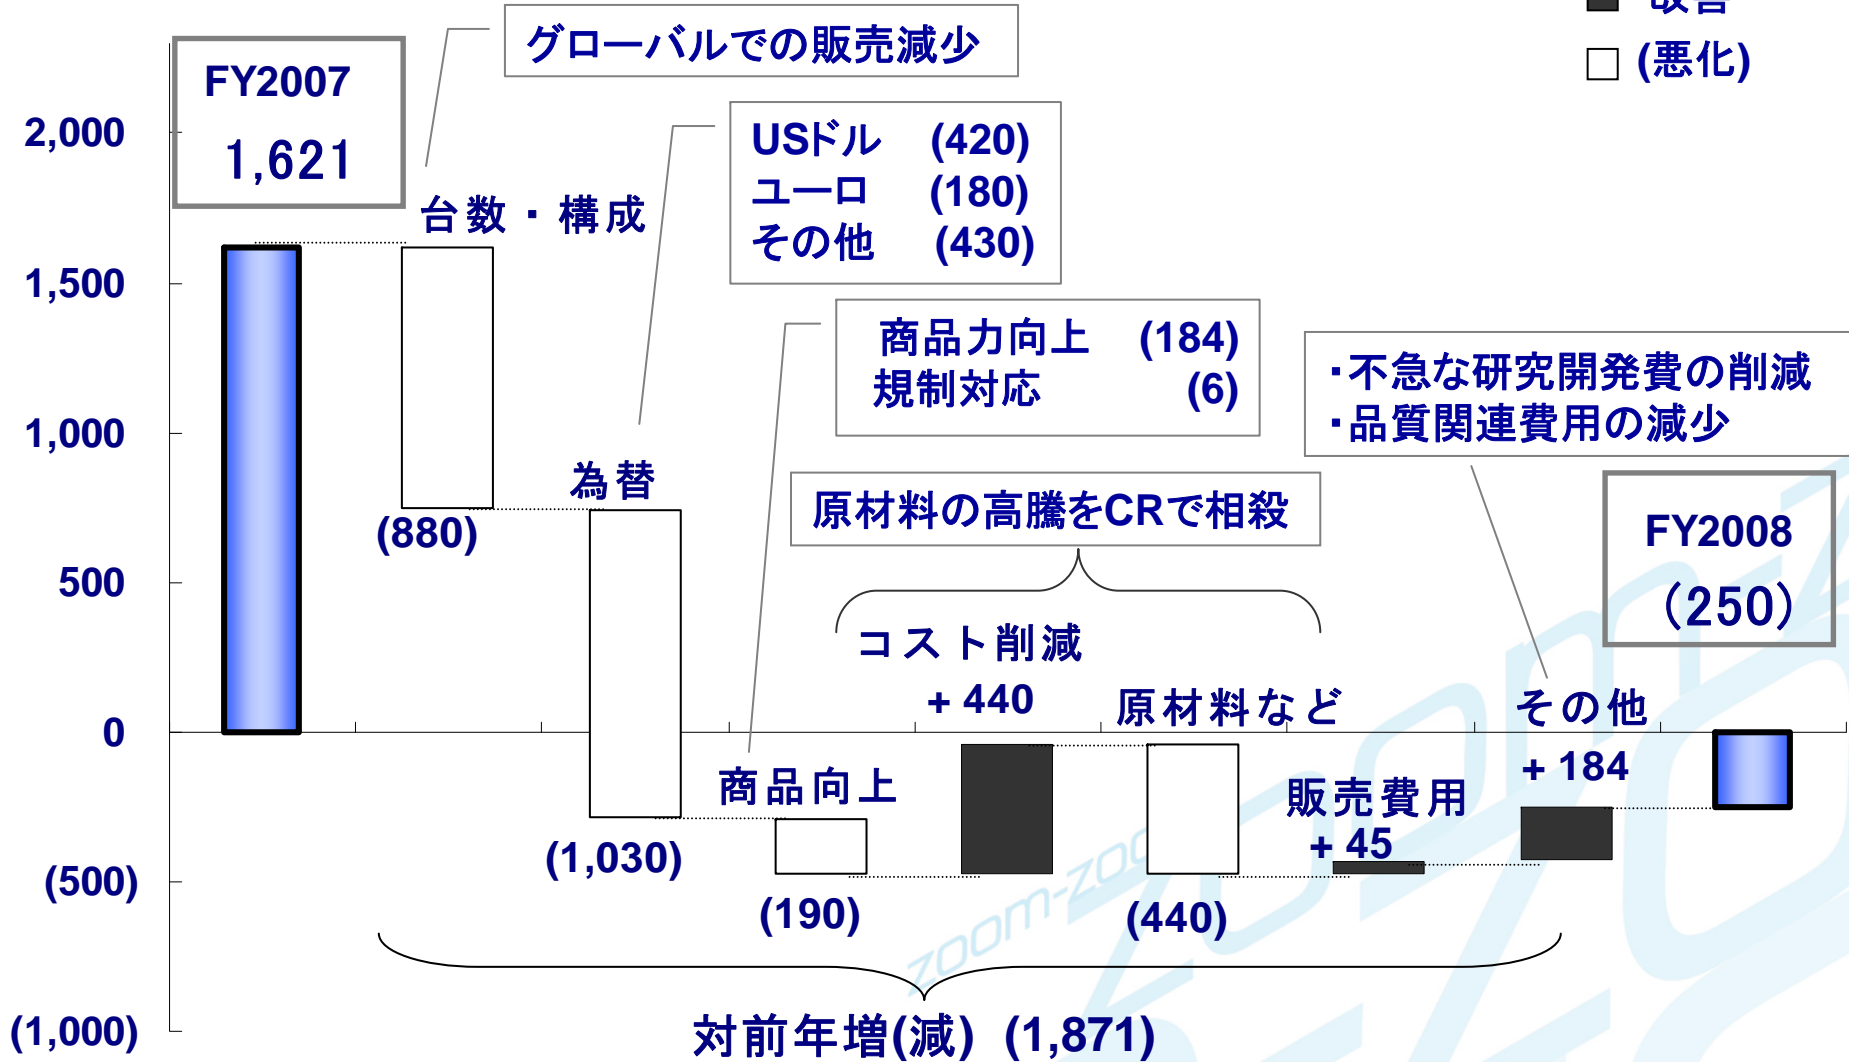 改善
(悪化)
グローバルでの販売減少
FY2007
1,621
2,000
1,500
1,000
500
0
(500)
(1,000)
台数・構成
(880)
USドル (420)
ユーロ (180)
その他 (430)
為替
(1,030)
商品力向上 (184)
規制対応 (6)
商品向上
(190)
原材料の高騰をCRで相殺
コスト削減
+ 440
原材料など
(440)
販売費用
+ 45
・不急な研究開発費の削減
・品質関連費用の減少
その他
+ 184
FY2008
(250)
対前年増(減) (1,871)
zoom-zoo